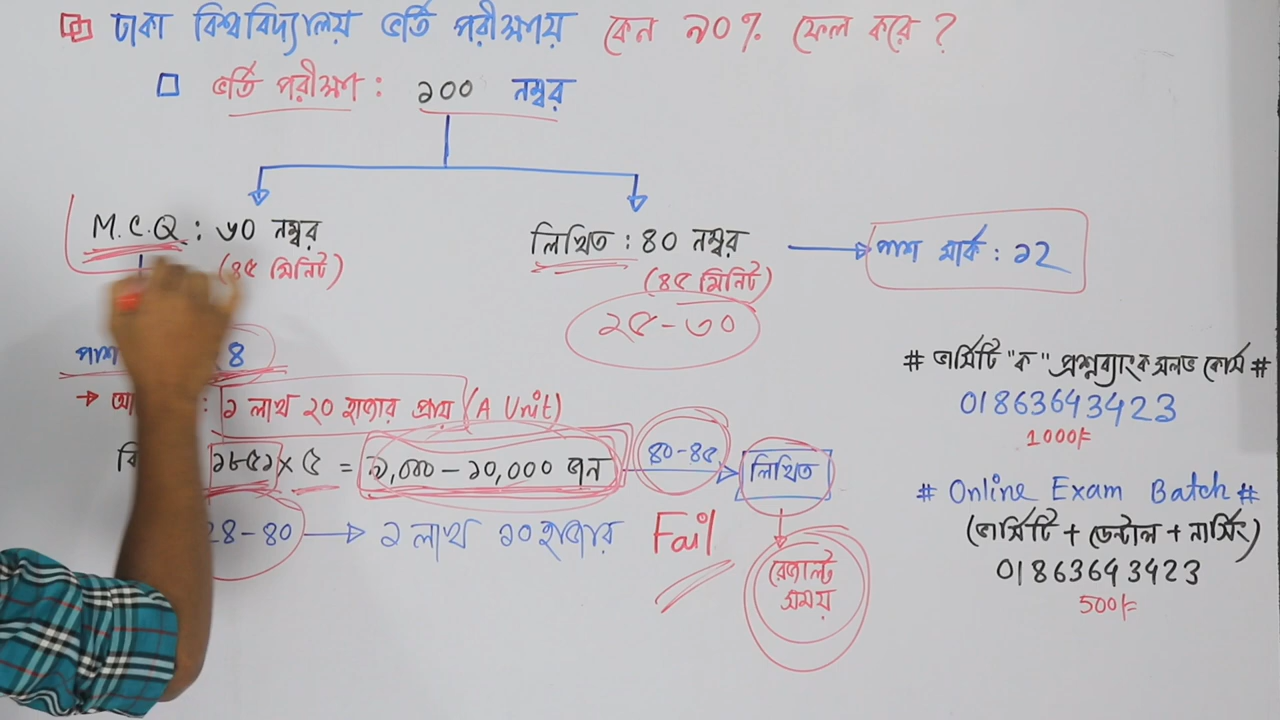 ঢাকা বিশ্ববিদ্যালয় ভর্তি পরীক্ষায় কেন ৯০% ফেল করে ?
ভর্তি পরীক্ষা : ১০০ নম্বর
M.C.Q : ৬০ নম্বর
(৪৫ মিনিট)
লিখিত : ৪০ নম্বর
(৪৫ মিনিট)
২৫-৩০
পাশ মার্ক : ১২
পাশ ৪
→ : ১ লাখ ২০ হাজার প্রায় (A Unit)
১৮৫১ × ৫ = ৯,০০০ – ১০,০০০ জন
৪০-৪৫
লিখিত
২৪-৪০ → ১ লাখ ১০ হাজার Fail
রেজাল্ট
সময়
# ভার্সিটি "ক" প্রশ্নব্যাংক সলভ কোর্স #
01863643423
1000/=
# Online Exam Batch #
(ভার্সিটি + ডেন্টাল + নার্সিং)
01863643423
500/=